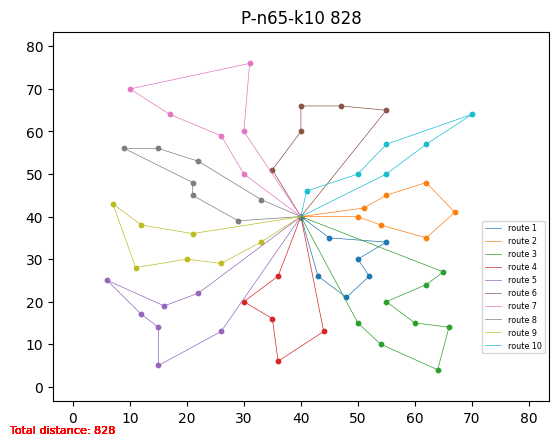 P-n65-k10 828
80
70
60
50
40
30
20
10
0
0 10 20 30 40 50 60 70 80
route 1
route 2
route 3
route 4
route 5
route 6
route 7
route 8
route 9
route 10
Total distance: 828